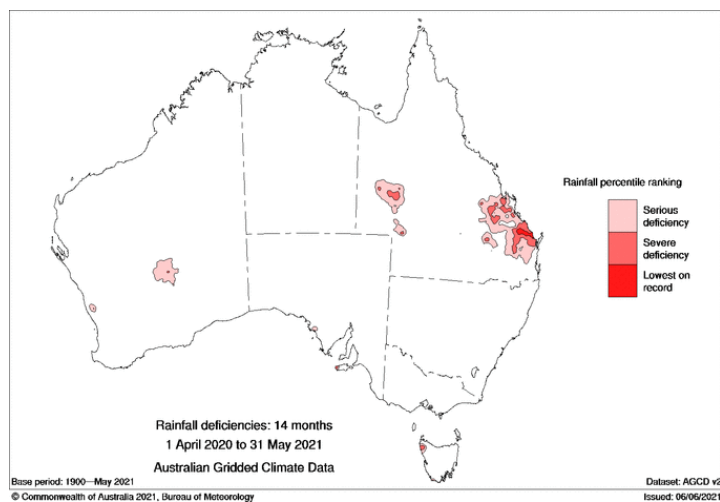 Rainfall percentile ranking
Serious
deficiency
Severe
deficiency
Lowest on
record
Rainfall deficiencies: 14 months
1 April 2020 to 31 May 2021
Australian Gridded Climate Data
Base period: 1900—May 2021
Dataset: AGCD v2
© Commonwealth of Australia 2021, Bureau of Meteorology
Issued: 06/06/2021